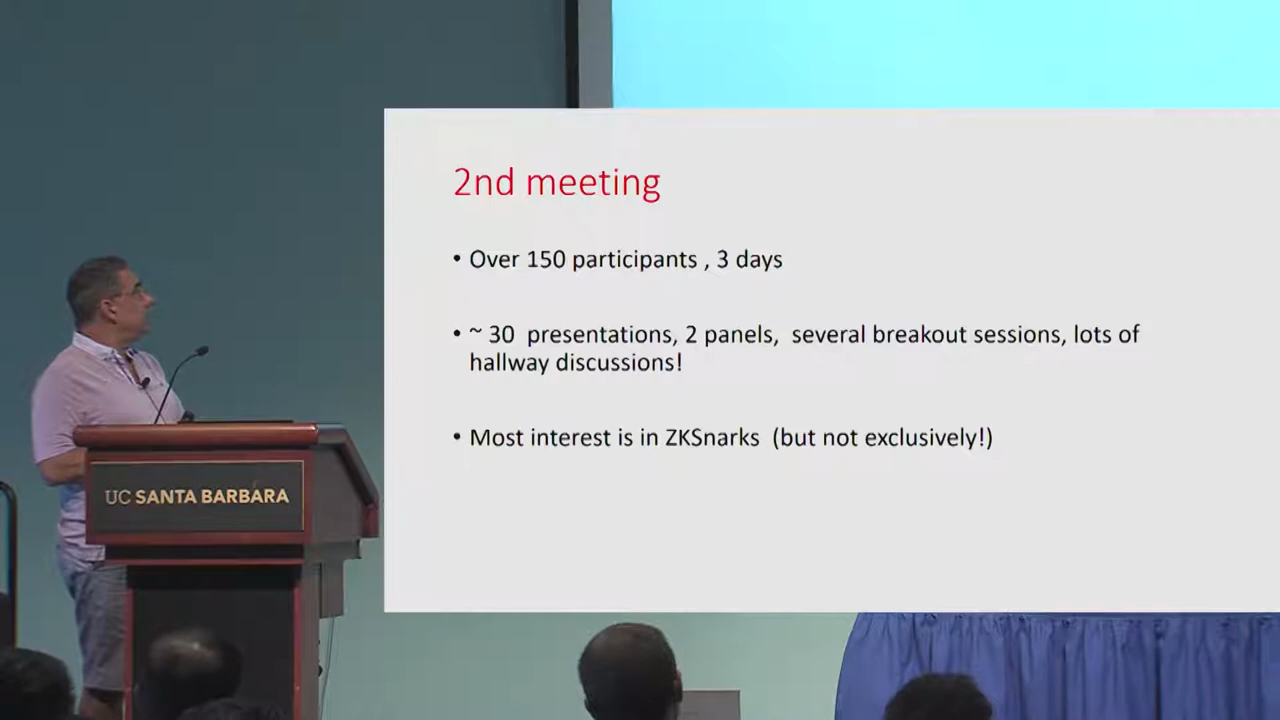 2nd meeting
• Over 150 participants , 3 days
• ~ 30 presentations, 2 panels, several breakout sessions, lots of
hallway discussions!
• Most interest is in ZKSnarks (but not exclusively!)
UC SANTA BARBARA